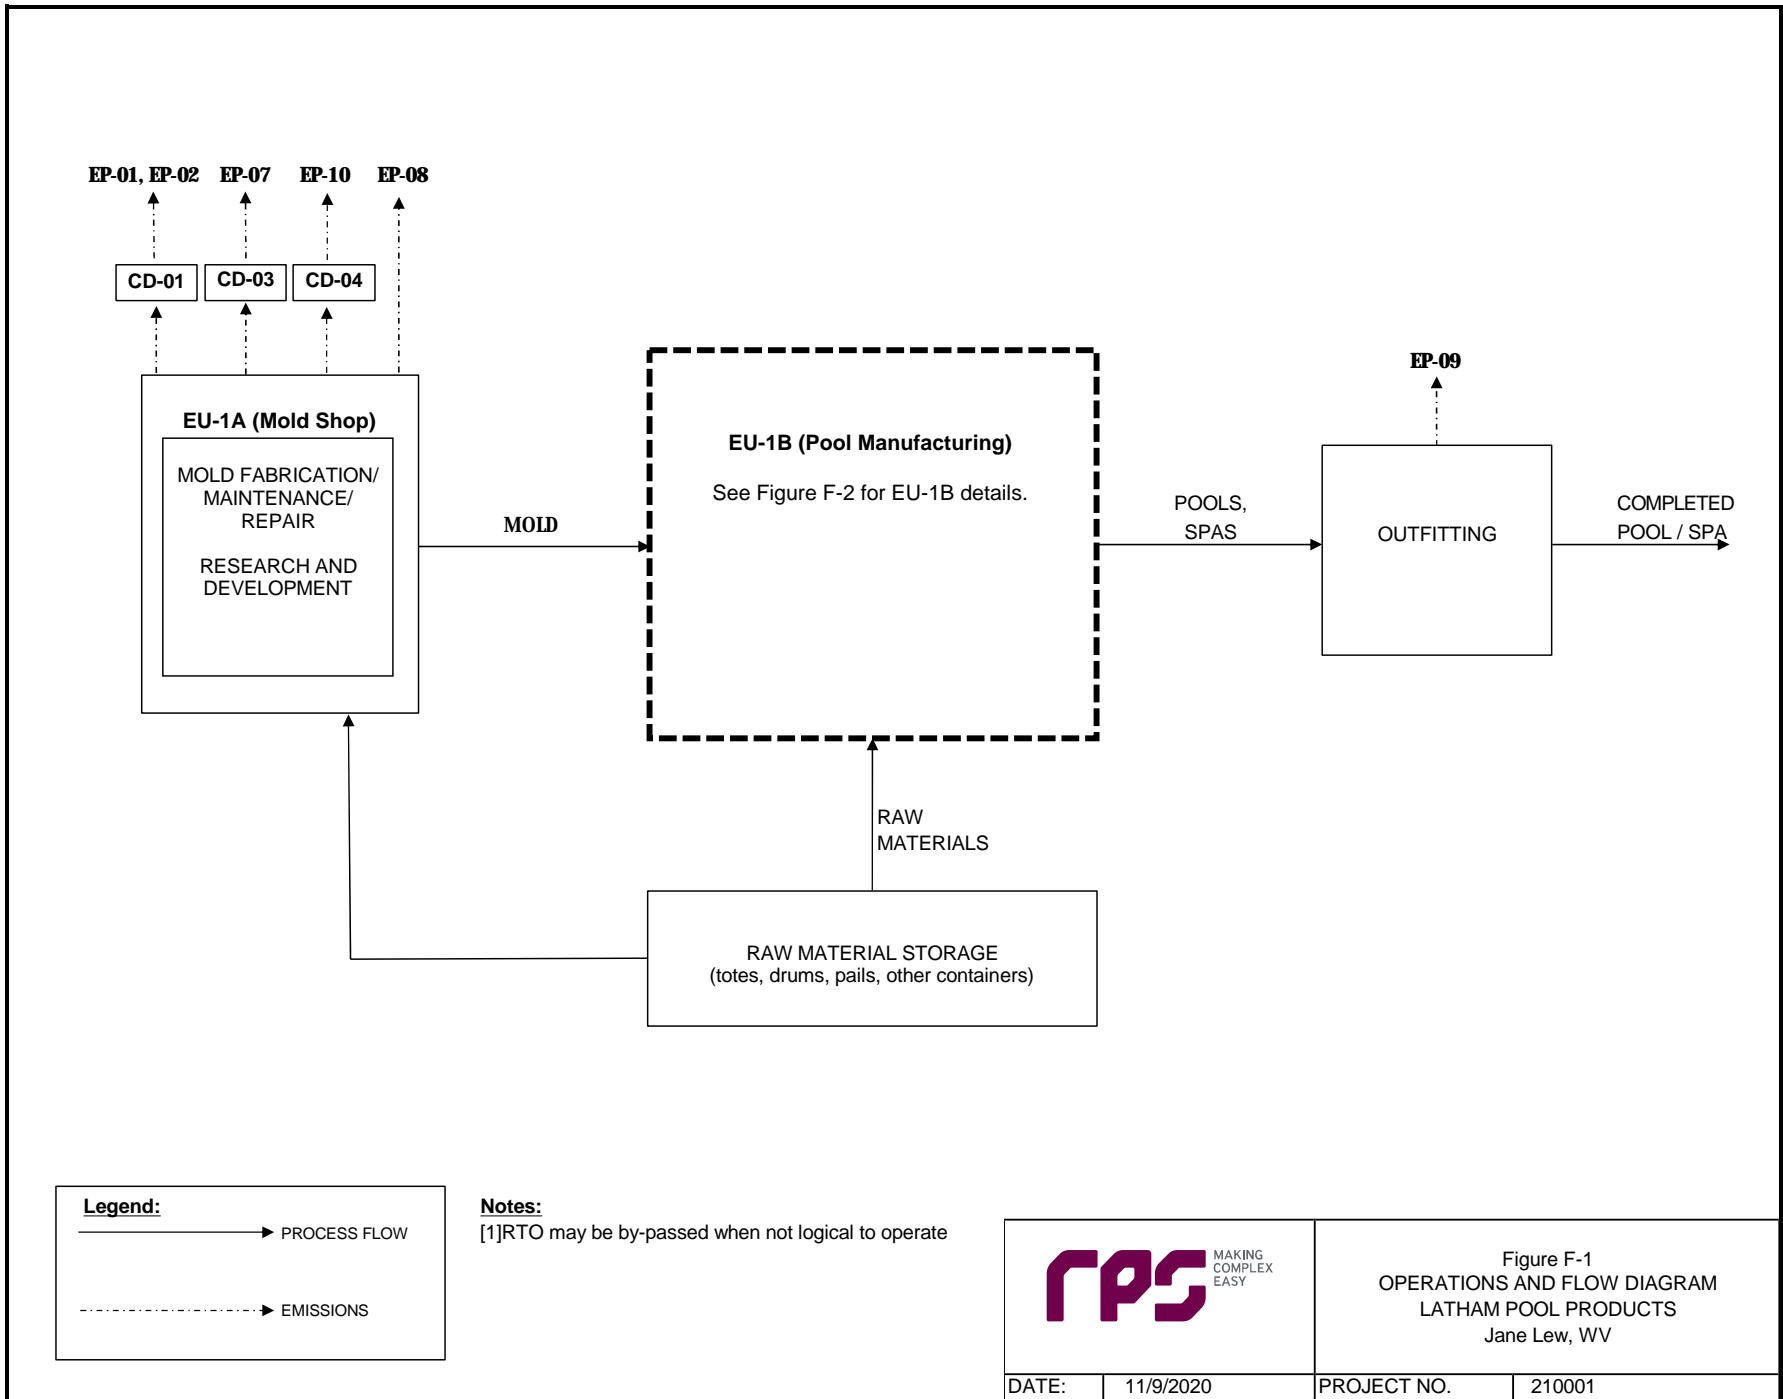 EP-01, EP-02 EP-07 EP-10 EP-08
CD-01 CD-03 CD-04
EU-1A (Mold Shop)
MOLD FABRICATION/
MAINTENANCE/
REPAIR
RESEARCH AND
DEVELOPMENT
MOLD
EU-1B (Pool Manufacturing)
See Figure F-2 for EU-1B details.
POOLS,
SPAS
EP-09
OUTFITTING
COMPLETED
POOL / SPA
RAW
MATERIALS
RAW MATERIAL STORAGE
(totes, drums, pails, other containers)
Legend:
PROCESS FLOW
EMISSIONS
Notes:
[1]RTO may be by-passed when not logical to operate
rps
MAKING
COMPLEX
EASY
Figure F-1
OPERATIONS AND FLOW DIAGRAM
LATHAM POOL PRODUCTS
Jane Lew, WV
DATE: 11/9/2020 PROJECT NO. 210001